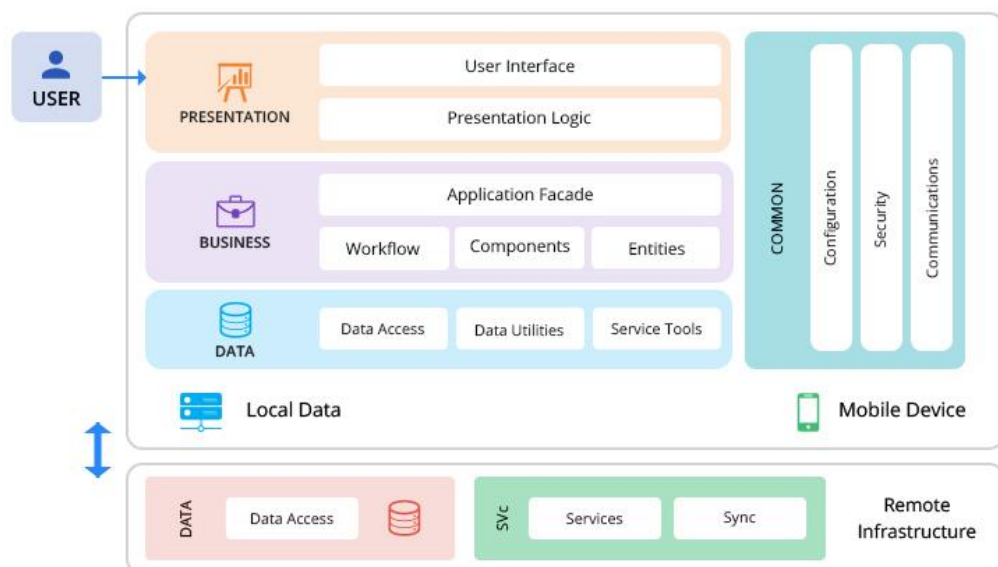 USER
PRESENTATION
User Interface
Presentation Logic
BUSINESS
Application Facade
Workflow
Components
Entities
DATA
Data Access
Data Utilities
Service Tools
COMMON
Configuration
Security
Communications
Local Data
Mobile Device
DATA
Data Access
SVc
Services
Sync
Remote
Infrastructure